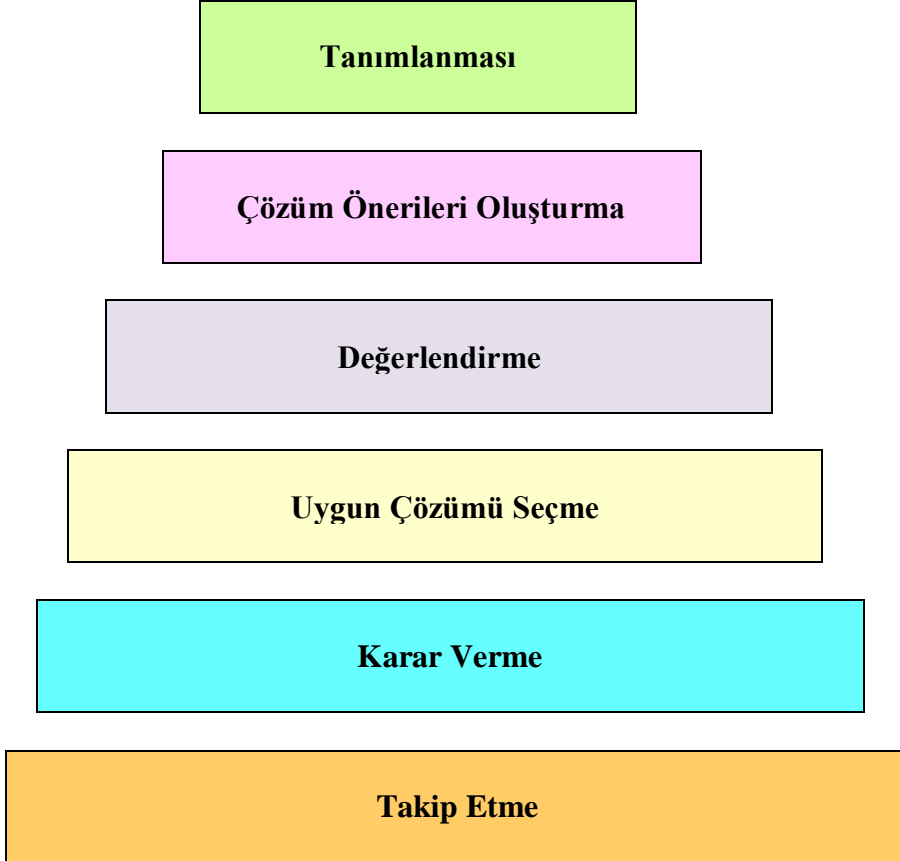 Tanımlanması
Çözüm Önerileri Oluşturma
Değerlendirme
Uygun Çözümü Seçme
Karar Verme
Takip Etme